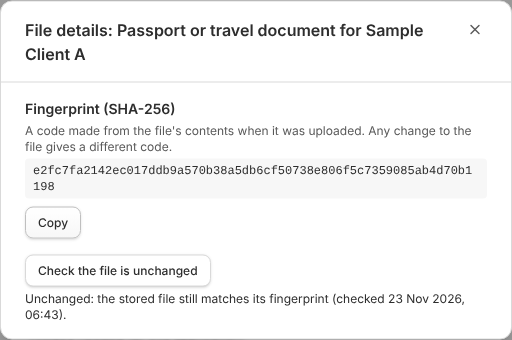 File details: Passport or travel document for Sample
Client A
Fingerprint (SHA-256)
A code made from the file's contents when it was uploaded. Any change to the
file gives a different code.
e2fc7fa2142ec017ddb9a570b38a5db6cf50738e806f5c7359085ab4d70b1
198
Copy
Check the file is unchanged
Unchanged: the stored file still matches its fingerprint (checked 23 Nov 2026,
06:43).